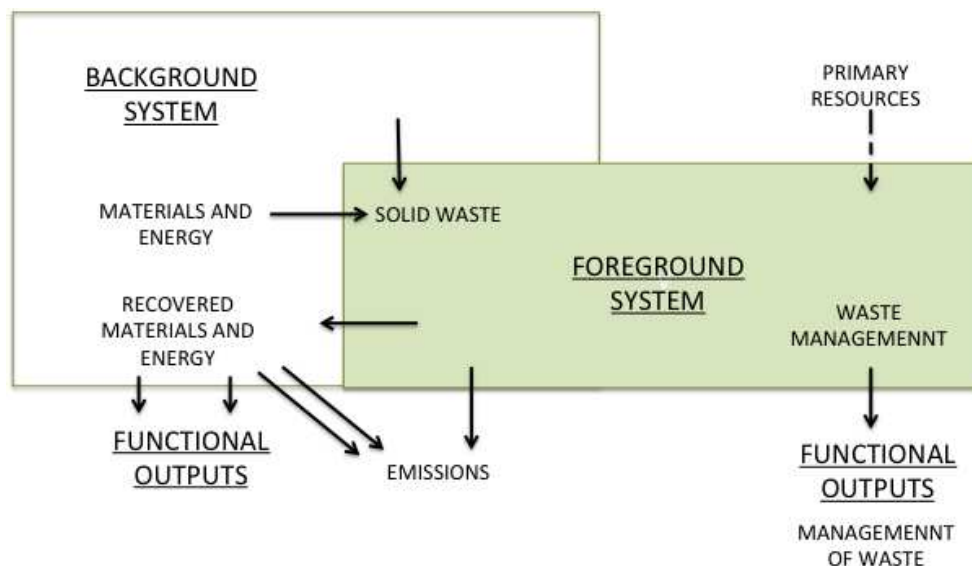 BACKGROUND
SYSTEM
PRIMARY
RESOURCES
MATERIALS AND
ENERGY
SOLID WASTE
FOREGROUND
SYSTEM
RECOVERED
MATERIALS AND
ENERGY
WASTE
MANAGEMENNT
FUNCTIONAL
OUTPUTS
EMISSIONS
FUNCTIONAL
OUTPUTS
MANAGEMENNT
OF WASTE